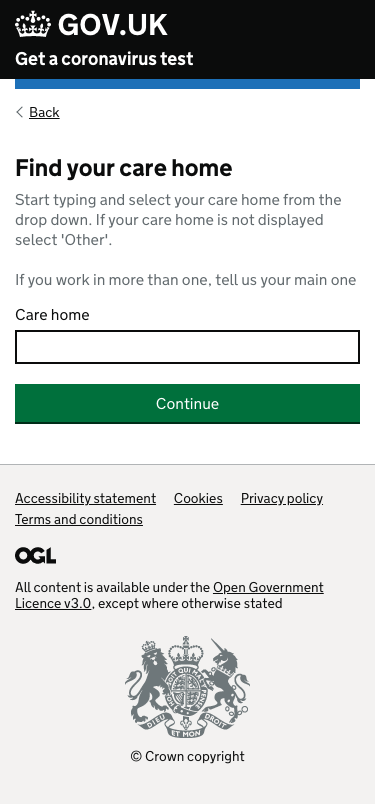 GOV.UK
Get a coronavirus test
Back
Find your care home
Start typing and select your care home from the
drop down. If your care home is not displayed
select 'Other'.
If you work in more than one, tell us your main one
Care home
Continue
Accessibility statement Cookies Privacy policy
Terms and conditions
OGL
All content is available under the Open Government
Licence v3.0, except where otherwise stated
DIEU ET MON DROIT
© Crown copyright